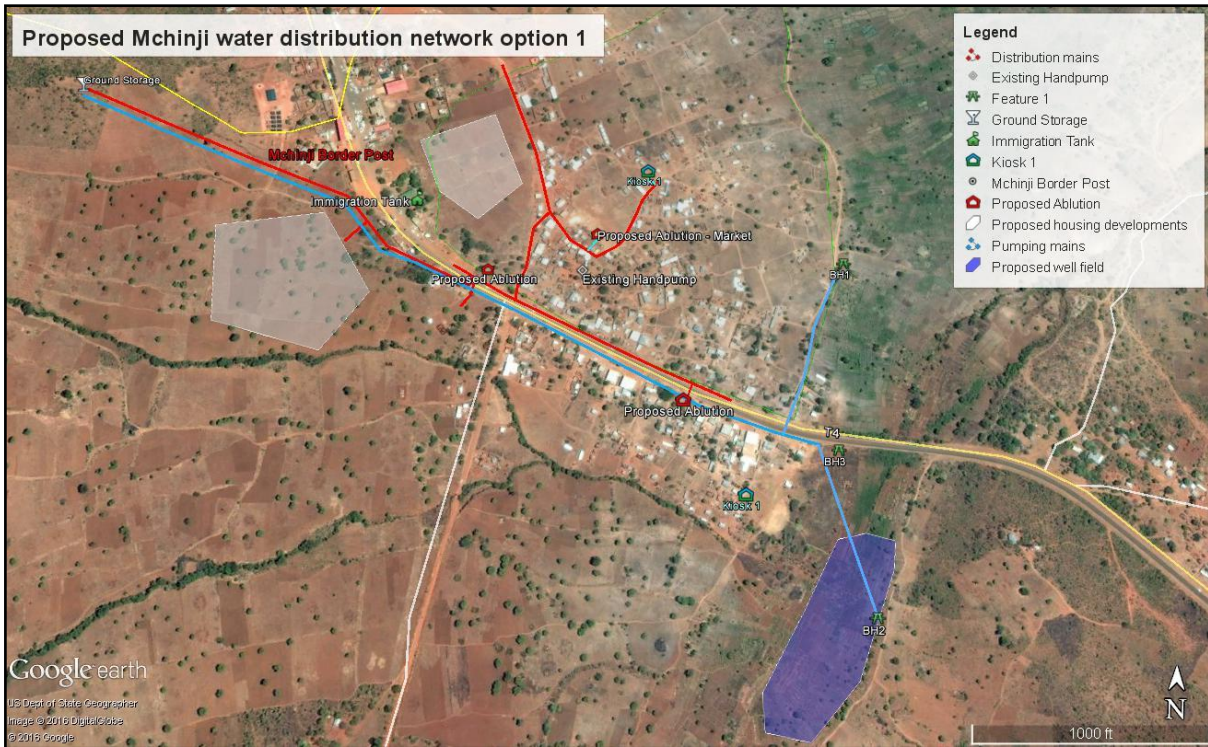 Proposed Mchinji water distribution network option 1
Legend
Distribution mains
Existing Handpump
Feature 1
Ground Storage
Immigration Tank
Kiosk 1
Mchinji Border Post
Proposed Ablution
Proposed housing developments
Pumping mains
Proposed well field
Ground Storage
Mchinji Border Post
Immigration Tank
Kiosk 1
Proposed Ablution - Market
Proposed Ablution
Existing Handpump
BH1
Proposed Ablution
T4
BH3
Kiosk 1
BH2
Google earth
US Dept of State Geographer
Image © 2016 DigitalGlobe
© 2016 Google
N
1000 ft